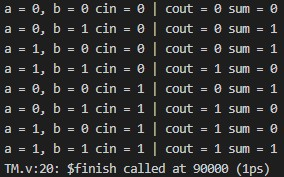 a = 0, b = 0 cin = 0 | cout = 0 sum = 0
a = 0, b = 1 cin = 0 | cout = 0 sum = 1
a = 1, b = 0 cin = 0 | cout = 0 sum = 1
a = 1, b = 1 cin = 0 | cout = 1 sum = 0
a = 0, b = 0 cin = 1 | cout = 0 sum = 1
a = 0, b = 1 cin = 1 | cout = 1 sum = 0
a = 1, b = 0 cin = 1 | cout = 1 sum = 0
a = 1, b = 1 cin = 1 | cout = 1 sum = 1
TM.v:20: $finish called at 90000 (1ps)